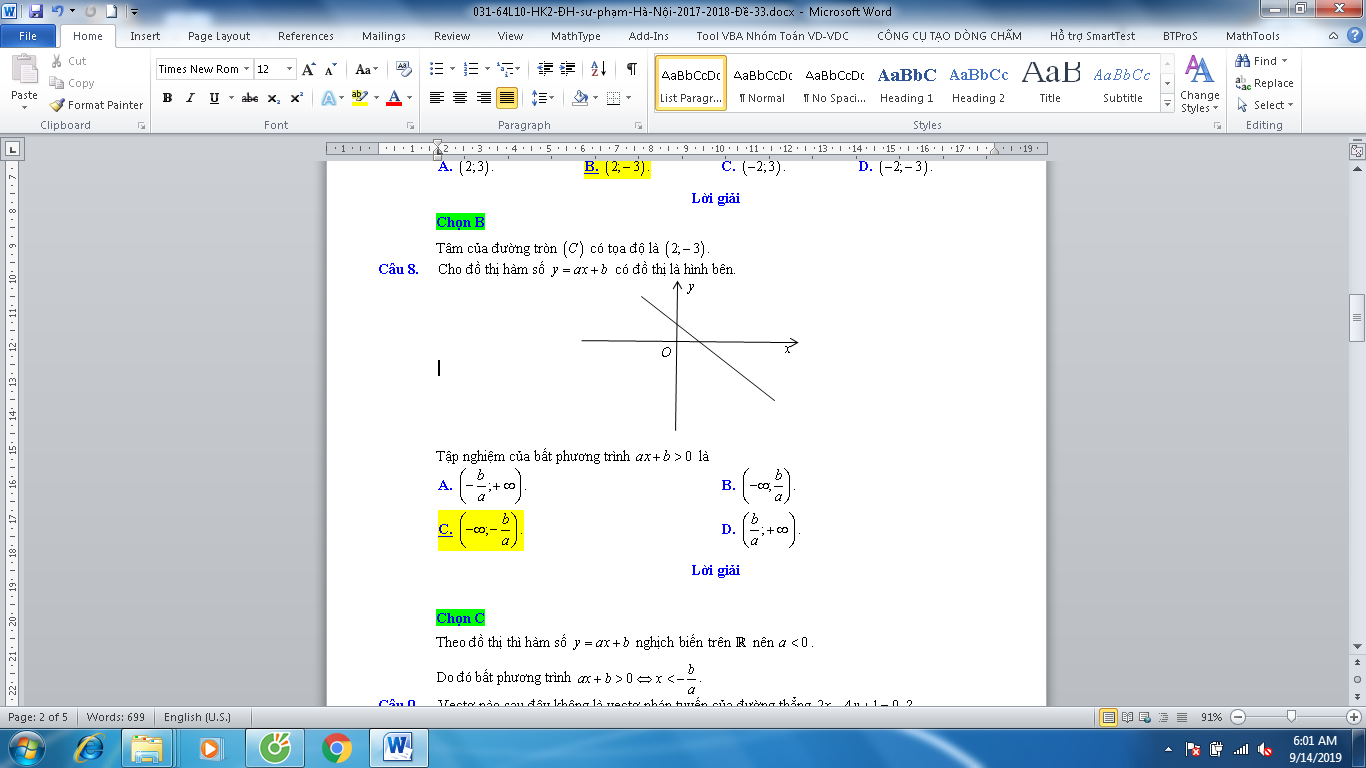 031-64L10-HK2-ĐH-sư-phạm-Hà-Nội-2017-2018-Đề-33.docx - Microsoft Word
File Home Insert Page Layout References Mailings Review View MathType Add-Ins Tool VBA Nhóm Toán VD-VDC CÔNG CỤ TẠO DÒNG CHẤM Hỗ trợ SmartTest BTPro5 MathTools
Paste Cut Copy Format Painter
Times New Rom 12
AaBbCcDc AaBbCcDc AaBbCcDc AaBbC AaBbCc AaB AaBbCc
List Paragr... ¶ Normal ¶ No Spaci... Heading 1 Heading 2 Title Subtitle
Change Styles
Find Replace Select
Clipboard Font Paragraph Styles Editing
A. (2;3). B. (2;−3). C. (−2;3). D. (−2;−3).
Lời giải
Chọn B
Tâm của đường tròn (C) có tọa độ là (2;−3).
Câu 8. Cho đồ thị hàm số y = ax + b có đồ thị là hình bên.
y
O x
Tập nghiệm của bất phương trình ax + b > 0 là
A. (−b/a; +∞). B. (−∞; b/a).
C. (−∞; −b/a). D. (b/a; +∞).
Lời giải
Chọn C
Theo đồ thị thì hàm số y = ax + b nghịch biến trên ℝ nên a < 0.
Do đó bất phương trình ax + b > 0 ⇔ x < −b/a.
Page: 2 of 5 Words: 699 English (U.S.) 91%
6:01 AM
9/14/2019